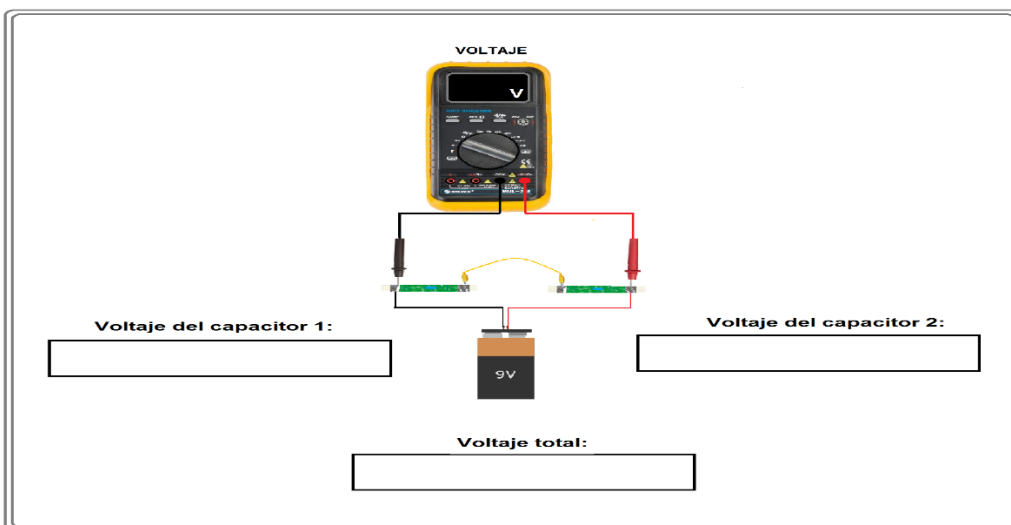 VOLTAJE
V
9V
Voltaje del capacitor 1:
Voltaje del capacitor 2:
Voltaje total: